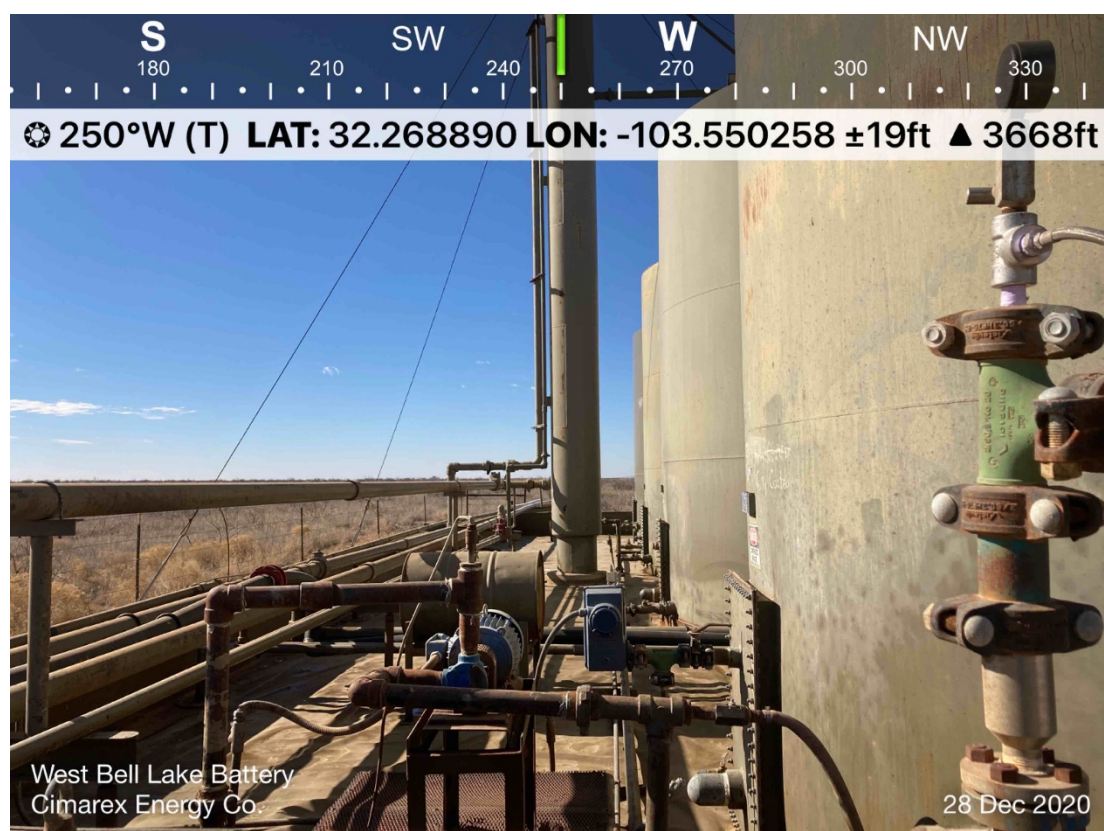 S SW W NW
180 210 240 270 300 330
250°W (T) LAT: 32.268890 LON: -103.550258 ±19ft ▲ 3668ft
West Bell Lake Battery
Cimarex Energy Co.
28 Dec 2020